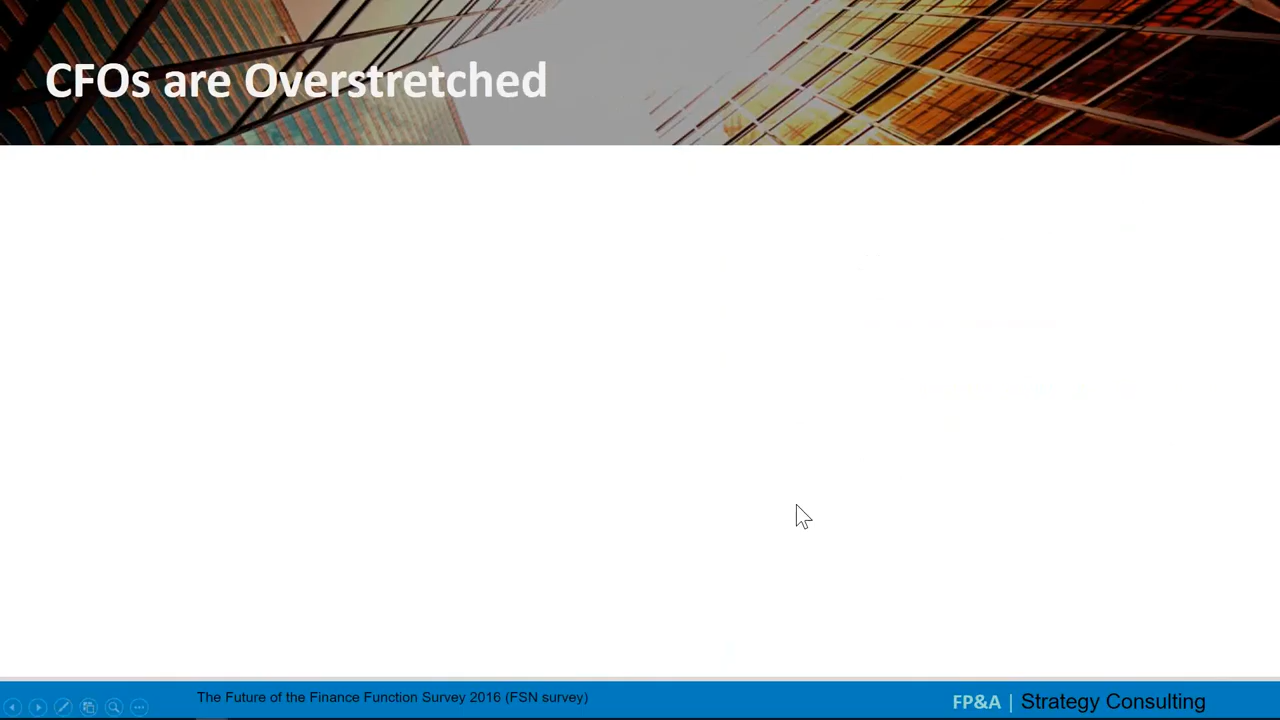 CFOs are Overstretched
The Future of the Finance Function Survey 2016 (FSN survey)
FP&A | Strategy Consulting